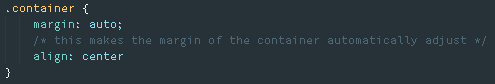 .container {
margin: auto;
/* this makes the margin of the container automatically adjust */
align: center
}